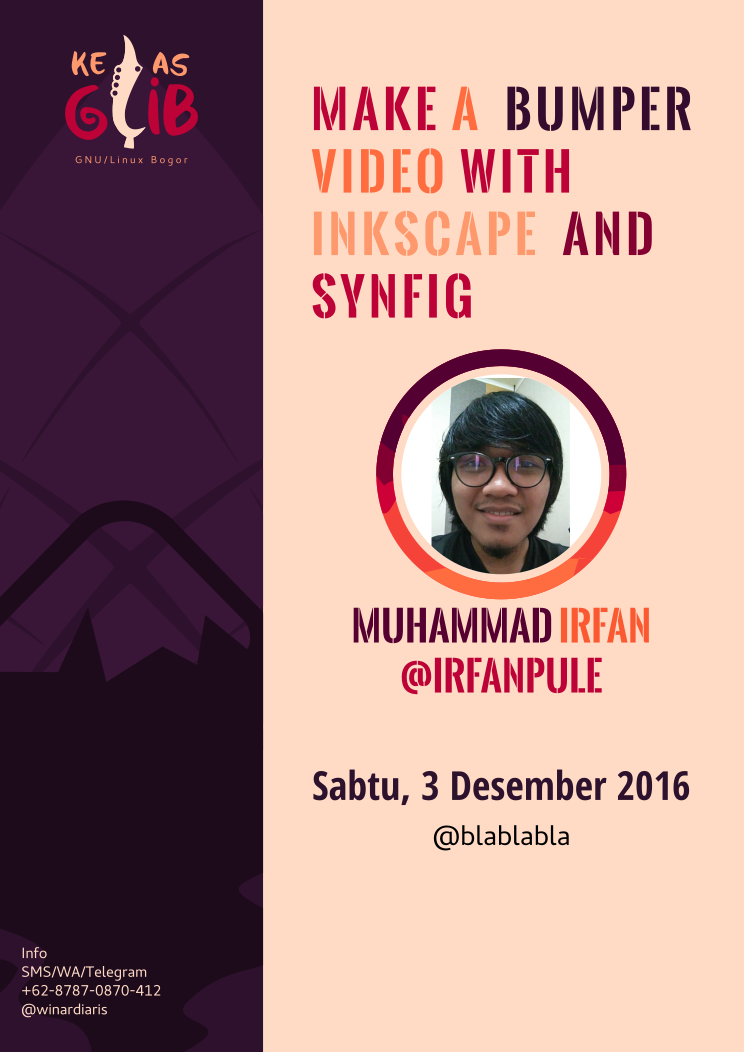 KELAS
GLIB
GNU/Linux Bogor
MAKE A BUMPER
VIDEO WITH
INKSCAPE AND
SYNFIG
MUHAMMAD IRFAN
@IRFANPULE
Sabtu, 3 Desember 2016
@blablabla
Info
SMS/WA/Telegram
+62-8787-0870-412
@winardiaris